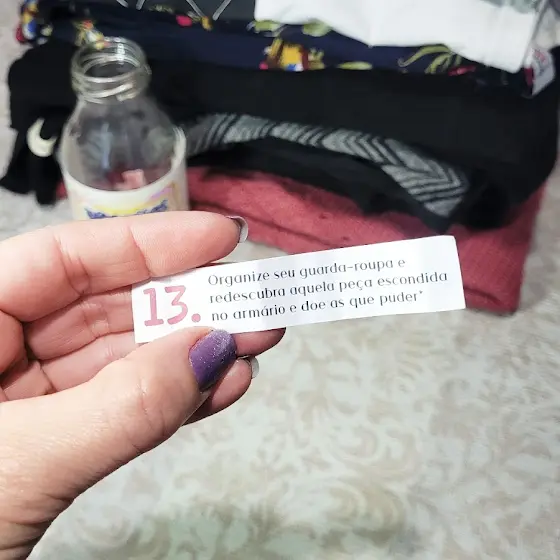 13.
Organize seu guarda-roupa e
redescubra aquela peça escondida
no armário e doe as que puder*